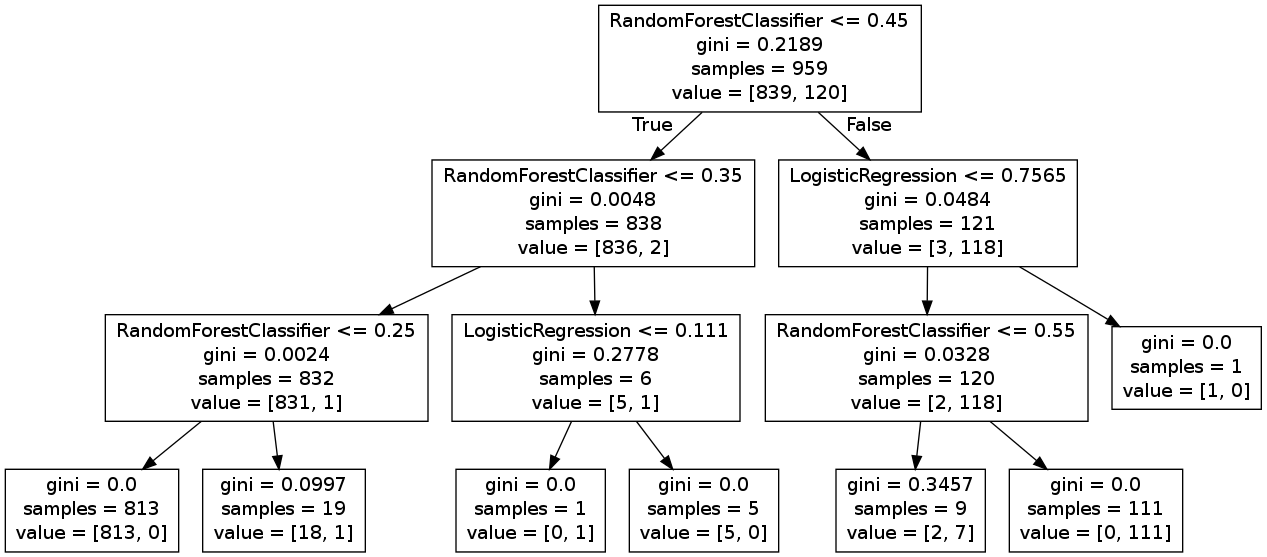 RandomForestClassifier <= 0.45
gini = 0.2189
samples = 959
value = [839, 120]
True
False
RandomForestClassifier <= 0.35
gini = 0.0048
samples = 838
value = [836, 2]
LogisticRegression <= 0.7565
gini = 0.0484
samples = 121
value = [3, 118]
RandomForestClassifier <= 0.25
gini = 0.0024
samples = 832
value = [831, 1]
LogisticRegression <= 0.111
gini = 0.2778
samples = 6
value = [5, 1]
RandomForestClassifier <= 0.55
gini = 0.0328
samples = 120
value = [2, 118]
gini = 0.0
samples = 1
value = [1, 0]
gini = 0.0
samples = 813
value = [813, 0]
gini = 0.0997
samples = 19
value = [18, 1]
gini = 0.0
samples = 1
value = [0, 1]
gini = 0.0
samples = 5
value = [5, 0]
gini = 0.3457
samples = 9
value = [2, 7]
gini = 0.0
samples = 111
value = [0, 111]